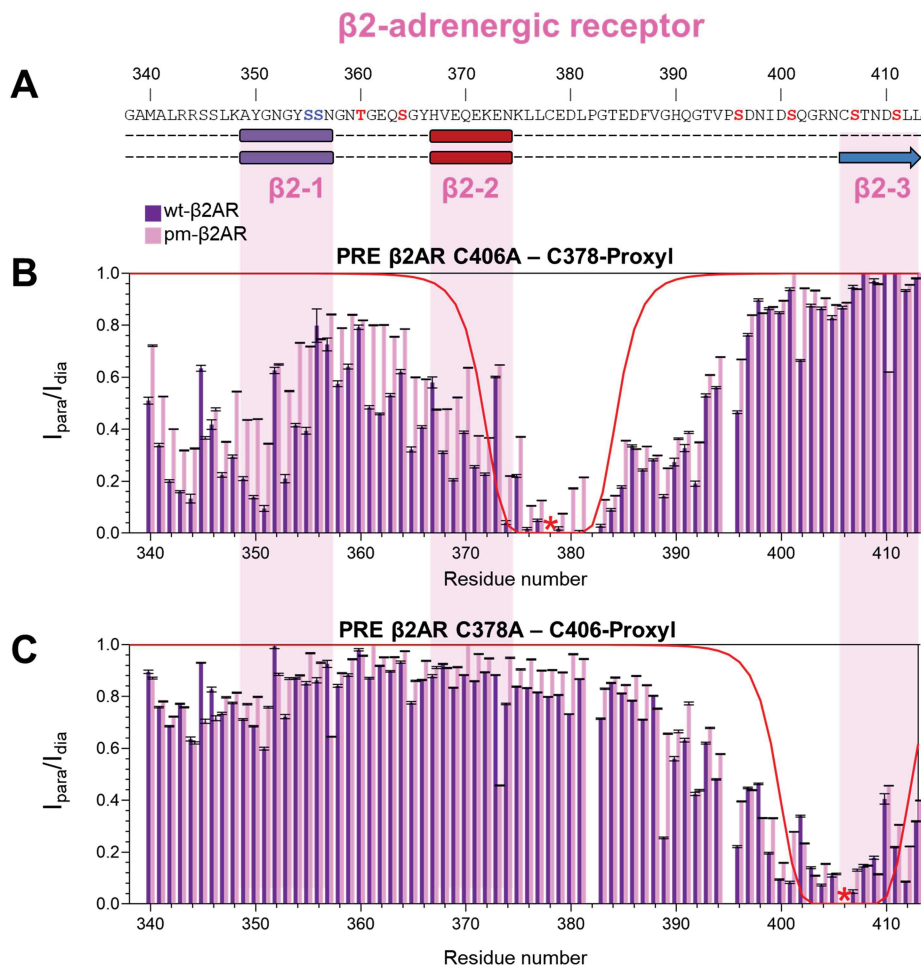 β2-adrenergic receptor
A
340 350 360 370 380 390 400 410
GAMALRRSSLKAYGNGYSSNGNTGEQSGYHVEQEKENKLLCEDLPGTEDFVGHQGTVPSDNIDSQGRNCSTNDSLL
β2-1 β2-2 β2-3
wt-β2AR
pm-β2AR
B
PRE β2AR C406A – C378-Proxyl
1.0
0.8
0.6
0.4
0.2
0.0
Ipara/Idia
*
340 350 360 370 380 390 400 410
Residue number
C
PRE β2AR C378A – C406-Proxyl
1.0
0.8
0.6
0.4
0.2
0.0
Ipara/Idia
*
340 350 360 370 380 390 400 410
Residue number